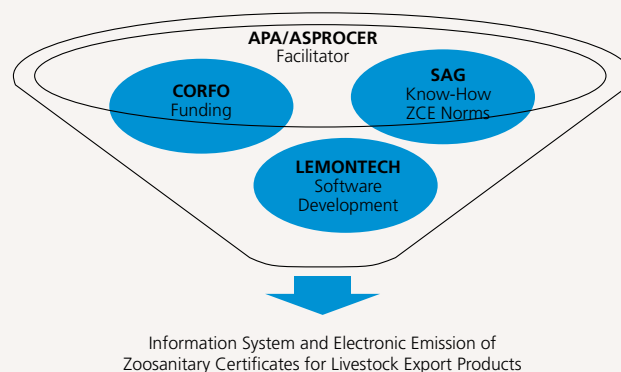 APA/ASPROCER
Facilitator
CORFO
Funding
SAG
Know-How
ZCE Norms
LEMONTECH
Software
Development
Information System and Electronic Emission of
Zoosanitary Certificates for Livestock Export Products